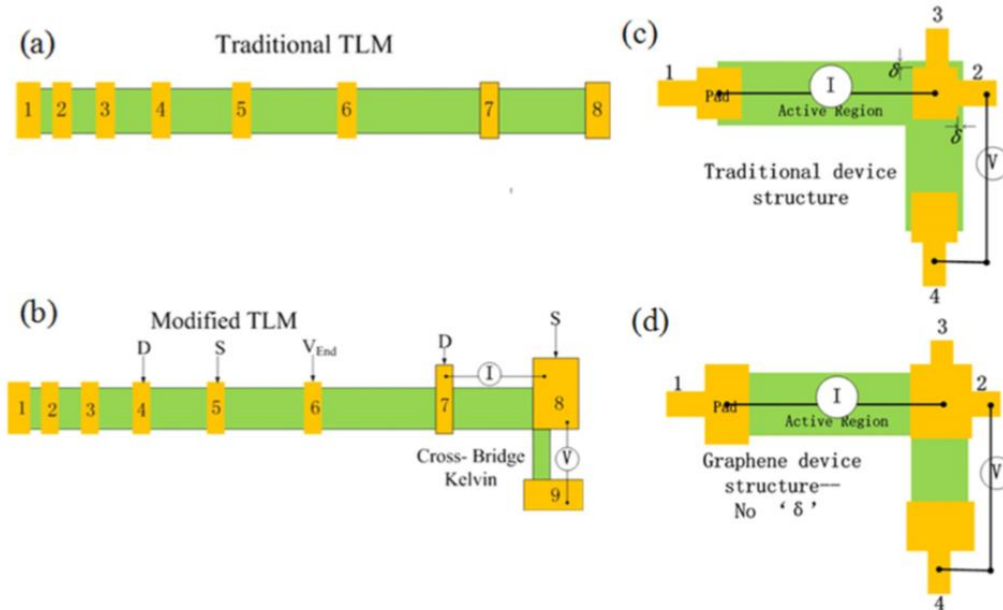 (a)
Traditional TLM
1 2 3 4 5 6 7 8
(b)
Modified TLM
D S V_End D I S
1 2 3 4 5 6 7 8
V
Cross- Bridge
Kelvin
9
(c)
3
1 2
δ
I
Pad
Active Region
δ
V
Traditional device
structure
4
(d)
3
1 2
I
Pad
Active Region
V
Graphene device
structure--
No ‘δ’
4